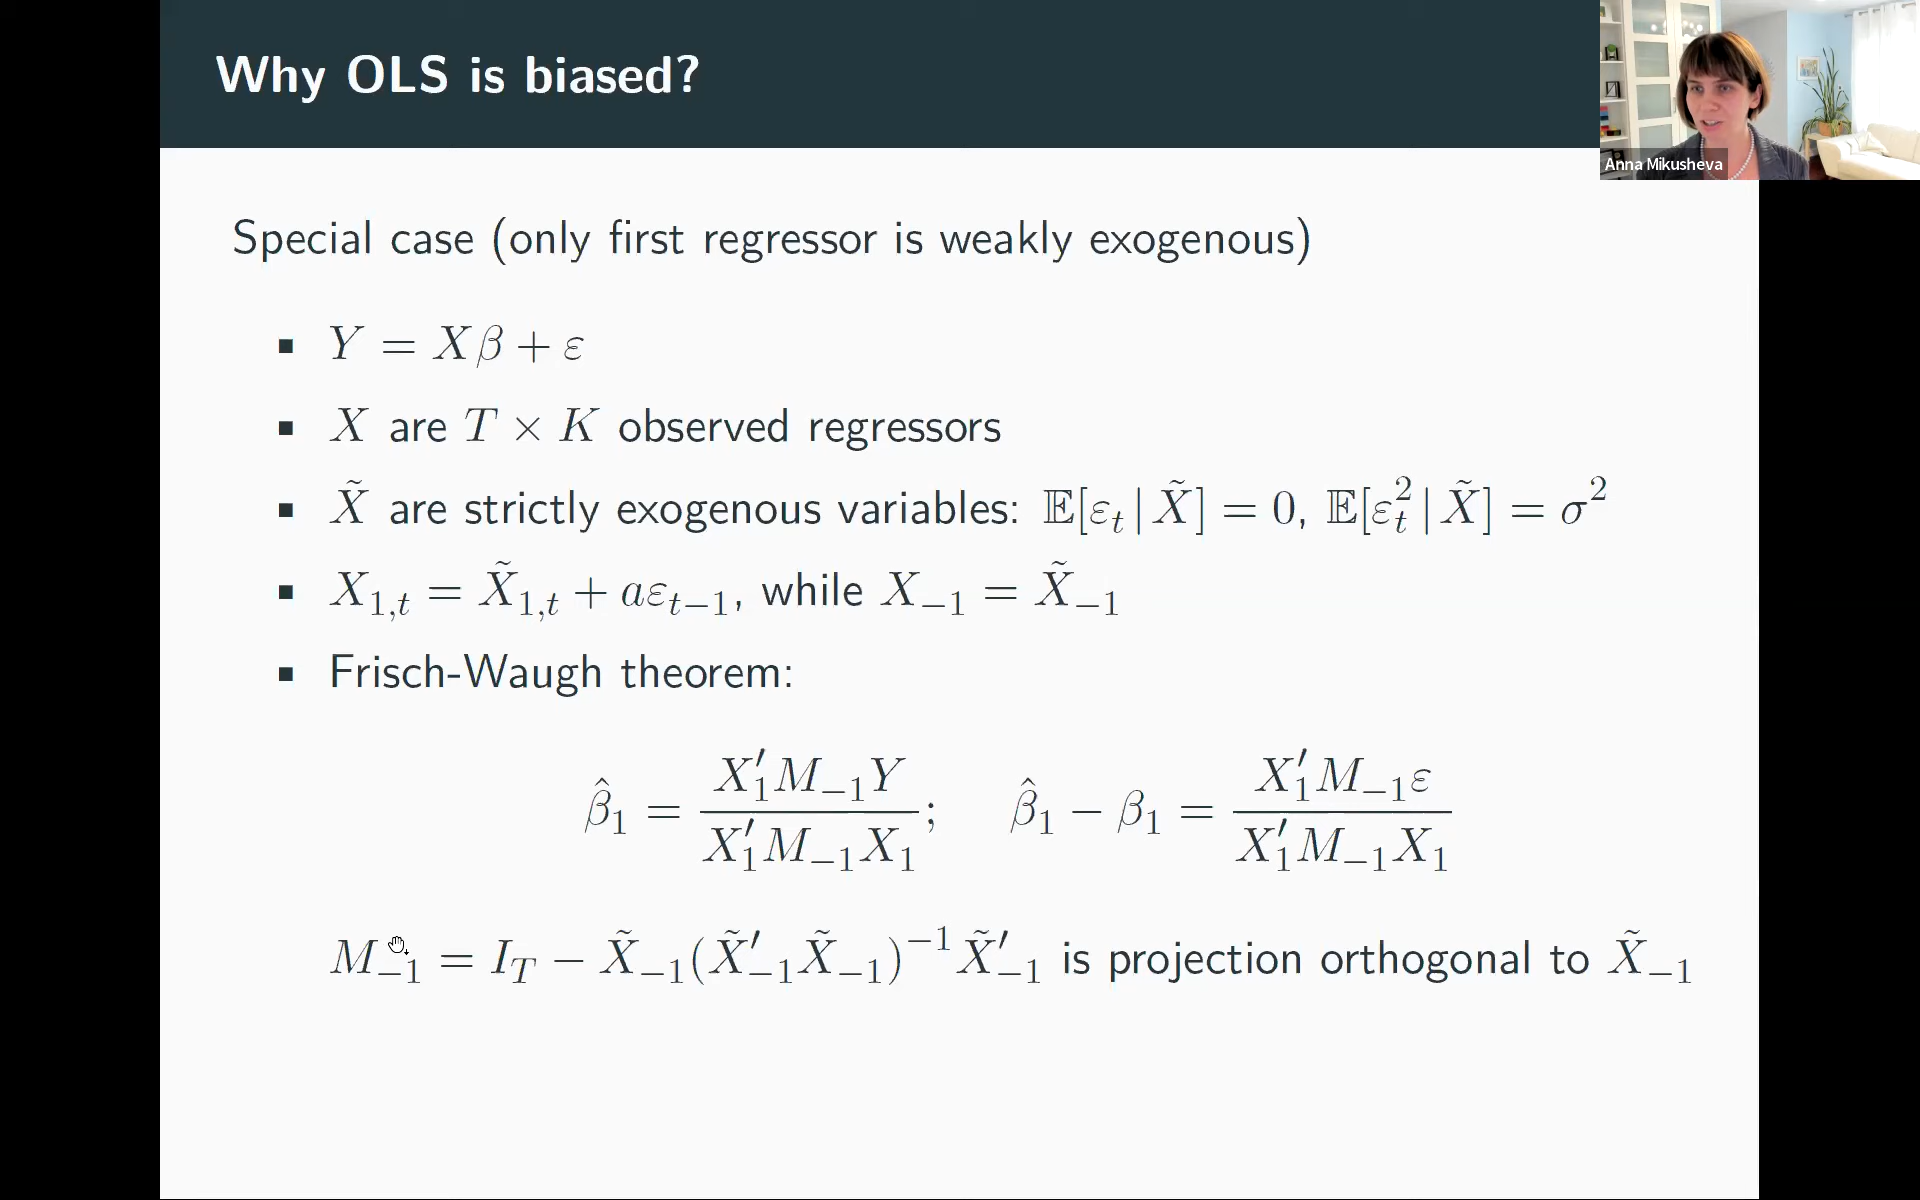 Why OLS is biased?
Anna Mikusheva
Special case (only first regressor is weakly exogenous)
▪ Y = Xβ + ε
▪ X are T × K observed regressors
▪ X̃ are strictly exogenous variables: 𝔼[ε_t | X̃] = 0, 𝔼[ε_t^2 | X̃] = σ^2
▪ X_{1,t} = X̃_{1,t} + aε_{t−1}, while X_{−1} = X̃_{−1}
▪ Frisch-Waugh theorem:
β̂_1 = \frac{X_1′M_{−1}Y}{X_1′M_{−1}X_1}; β̂_1 − β_1 = \frac{X_1′M_{−1}ε}{X_1′M_{−1}X_1}
M_{−1} = I_T − X̃_{−1}(X̃′_{−1}X̃_{−1})^{−1}X̃′_{−1} is projection orthogonal to X̃_{−1}